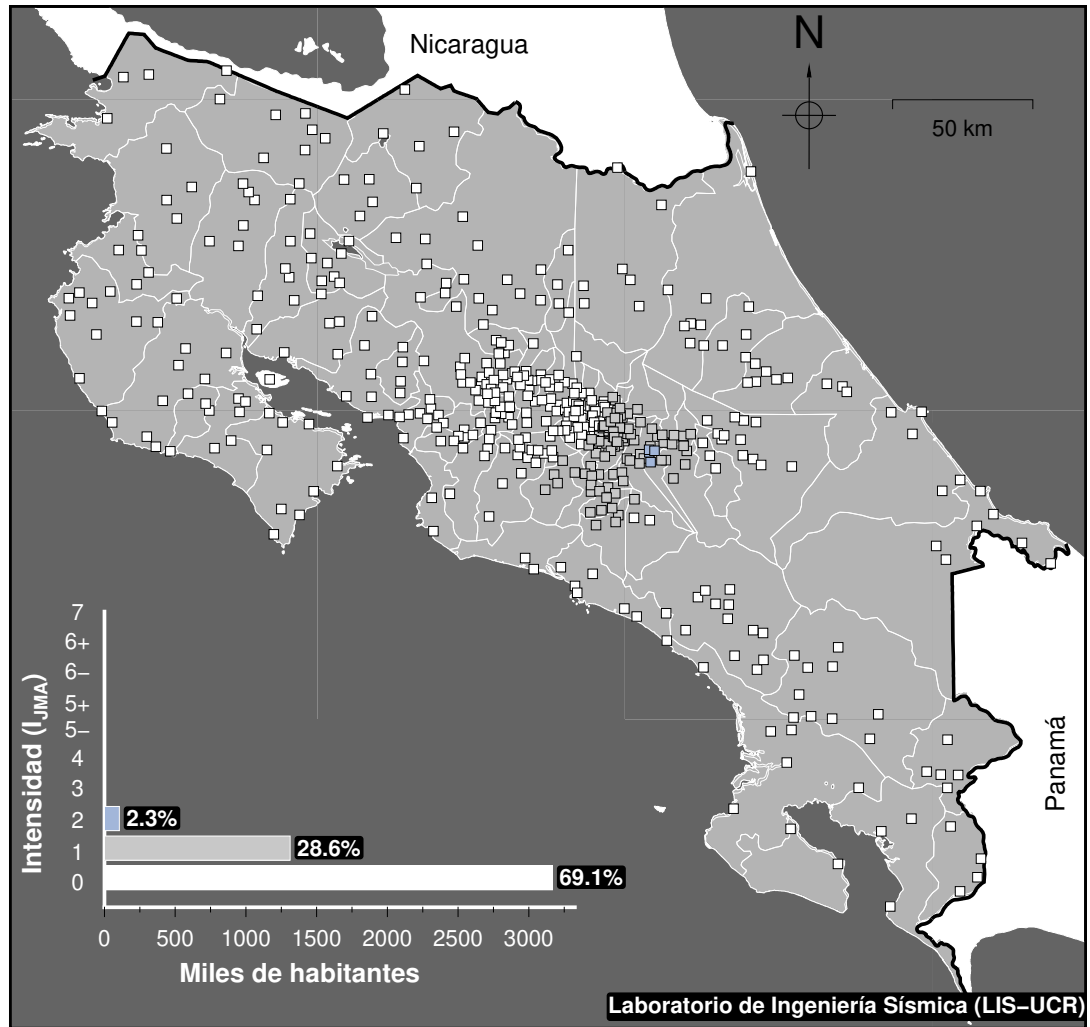 Nicaragua
N
50 km
Panamá
Intensidad (I_JMA)
7
6+
6−
5+
5−
4
3
2
1
0
2.3%
28.6%
69.1%
0 500 1000 1500 2000 2500 3000
Miles de habitantes
Laboratorio de Ingeniería Sísmica (LIS−UCR)